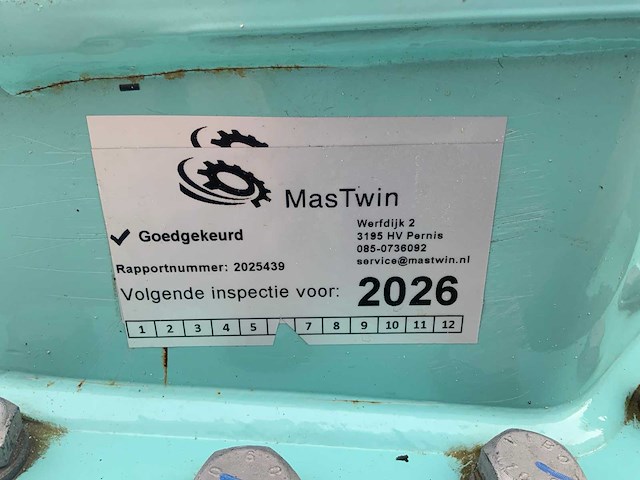 MasTwin
Goedgekeurd
Werfdijk 2
3195 HV Pernis
085-0736092
service@mastwin.nl
Rapportnummer: 2025439
Volgende inspectie voor: 2026
1 2 3 4 5 7 8 9 10 11 12